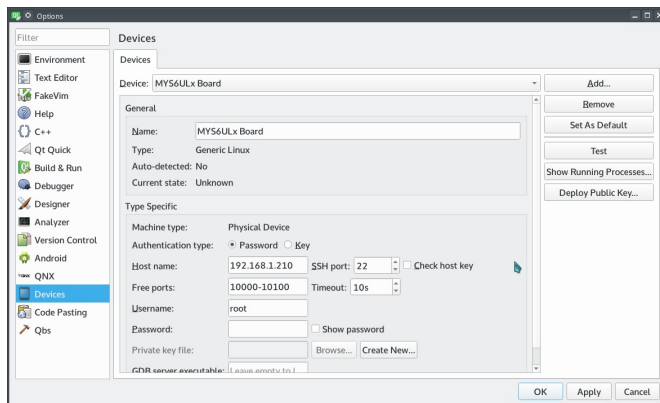 Options
Filter
Devices
Environment
Text Editor
FakeVim
Help
C++
Qt Quick
Build & Run
Debugger
Designer
Analyzer
Version Control
Android
QNX
Devices
Code Pasting
Qbs
Devices
Device: MYS6ULx Board
General
Name: MYS6ULx Board
Type: Generic Linux
Auto-detected: No
Current state: Unknown
Type Specific
Machine type: Physical Device
Authentication type: Password Key
Host name: 192.168.1.210 SSH port: 22 Check host key
Free ports: 10000-10100 Timeout: 10s
Username: root
Password: Show password
Private key file: Browse... Create New...
GDB server executable: Leave empty to l
Add...
Remove
Set As Default
Test
Show Running Processes...
Deploy Public Key...
OK Apply Cancel